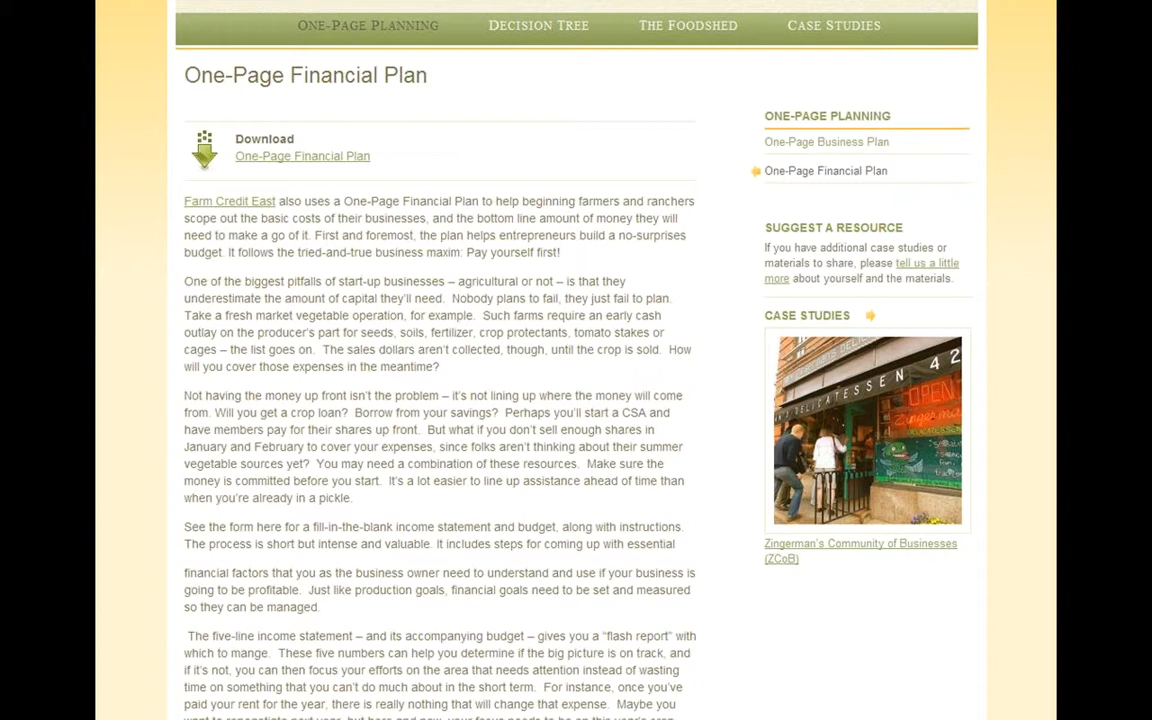 ONE-PAGE PLANNING
DECISION TREE
THE FOODSHED
CASE STUDIES
One-Page Financial Plan
Download
One-Page Financial Plan
Farm Credit East also uses a One-Page Financial Plan to help beginning farmers and ranchers
scope out the basic costs of their businesses, and the bottom line amount of money they will
need to make a go of it. First and foremost, the plan helps entrepreneurs build a no-surprises
budget. It follows the tried-and-true business maxim: Pay yourself first!
One of the biggest pitfalls of start-up businesses – agricultural or not – is that they
underestimate the amount of capital they'll need. Nobody plans to fail, they just fail to plan.
Take a fresh market vegetable operation, for example. Such farms require an early cash
outlay on the producer's part for seeds, soils, fertilizer, crop protectants, tomato stakes or
cages – the list goes on. The sales dollars aren't collected, though, until the crop is sold. How
will you cover those expenses in the meantime?
Not having the money up front isn't the problem – it's not lining up where the money will come
from. Will you get a crop loan? Borrow from your savings? Perhaps you'll start a CSA and
have members pay for their shares up front. But what if you don't sell enough shares in
January and February to cover your expenses, since folks aren't thinking about their summer
vegetable sources yet? You may need a combination of these resources. Make sure the
money is committed before you start. It's a lot easier to line up assistance ahead of time than
when you're already in a pickle.
See the form here for a fill-in-the-blank income statement and budget, along with instructions.
The process is short but intense and valuable. It includes steps for coming up with essential
financial factors that you as the business owner need to understand and use if your business is
going to be profitable. Just like production goals, financial goals need to be set and measured
so they can be managed.
The five-line income statement – and its accompanying budget – gives you a “flash report” with
which to mange. These five numbers can help you determine if the big picture is on track, and
if it's not, you can then focus your efforts on the area that needs attention instead of wasting
time on something that you can't do much about in the short term. For instance, once you've
paid your rent for the year, there is really nothing that will change that expense. Maybe you
ONE-PAGE PLANNING
One-Page Business Plan
One-Page Financial Plan
SUGGEST A RESOURCE
If you have additional case studies or
materials to share, please tell us a little
more about yourself and the materials.
CASE STUDIES
DELICATESSEN 42
OPEN
Zingerman's Community of Businesses
(ZCoB)